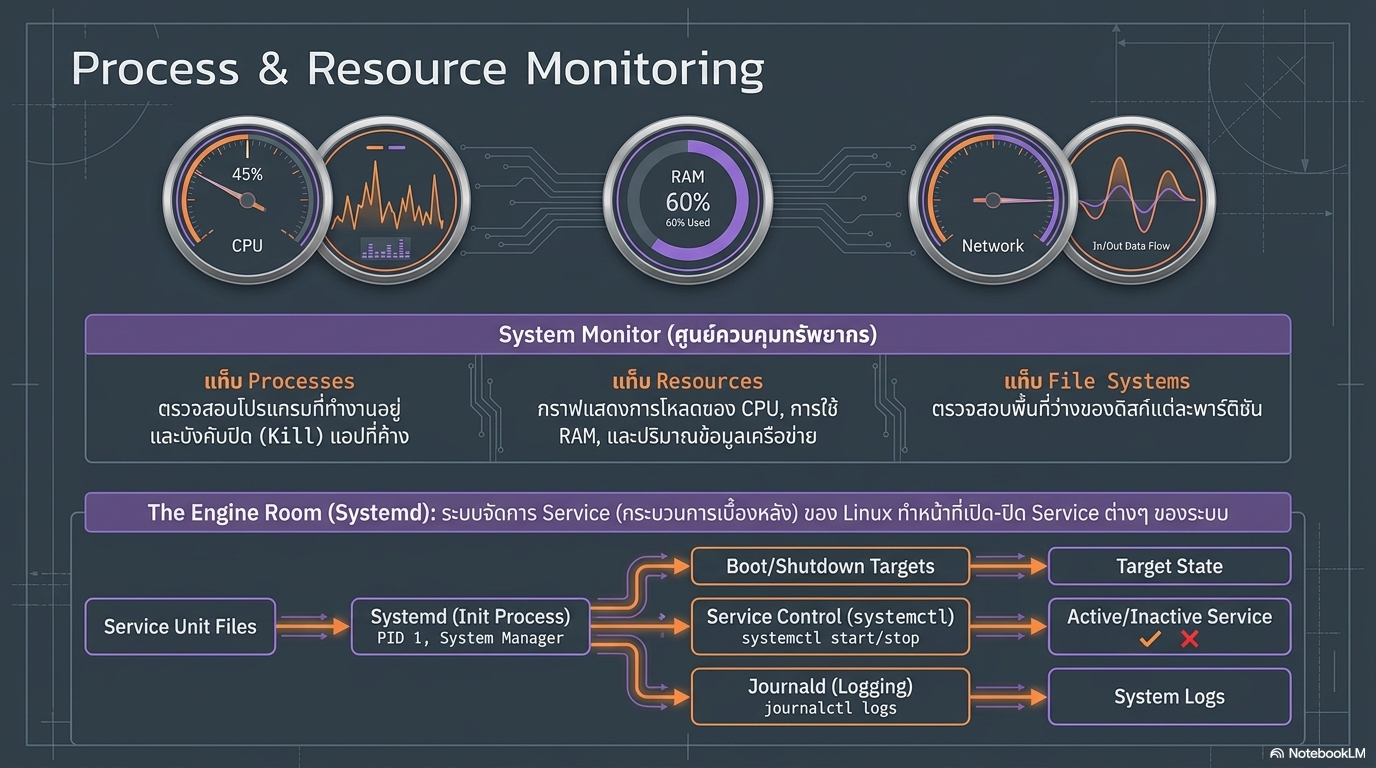 Process & Resource Monitoring
45%
CPU
RAM
60%
60% Used
Network
In/Out Data Flow
System Monitor (ศูนย์ควบคุมทรัพยากร)
แท็บ Processes
ตรวจสอบโปรแกรมที่ทำงานอยู่
และบังคับปิด (Kill) แอปที่ค้าง
แท็บ Resources
กราฟแสดงการโหลดของ CPU, การใช้
RAM, และปริมาณข้อมูลเครือข่าย
แท็บ File Systems
ตรวจสอบพื้นที่ว่างของดิสก์แต่ละพาร์ติชัน
The Engine Room (Systemd): ระบบจัดการ Service (กระบวนการเบื้องหลัง) ของ Linux ทำหน้าที่เปิด-ปิด Service ต่างๆ ของระบบ
Service Unit Files
Systemd (Init Process)
PID 1, System Manager
Boot/Shutdown Targets
Target State
Service Control (systemctl)
systemctl start/stop
Active/Inactive Service
Journald (Logging)
journalctl logs
System Logs
NotebookLM